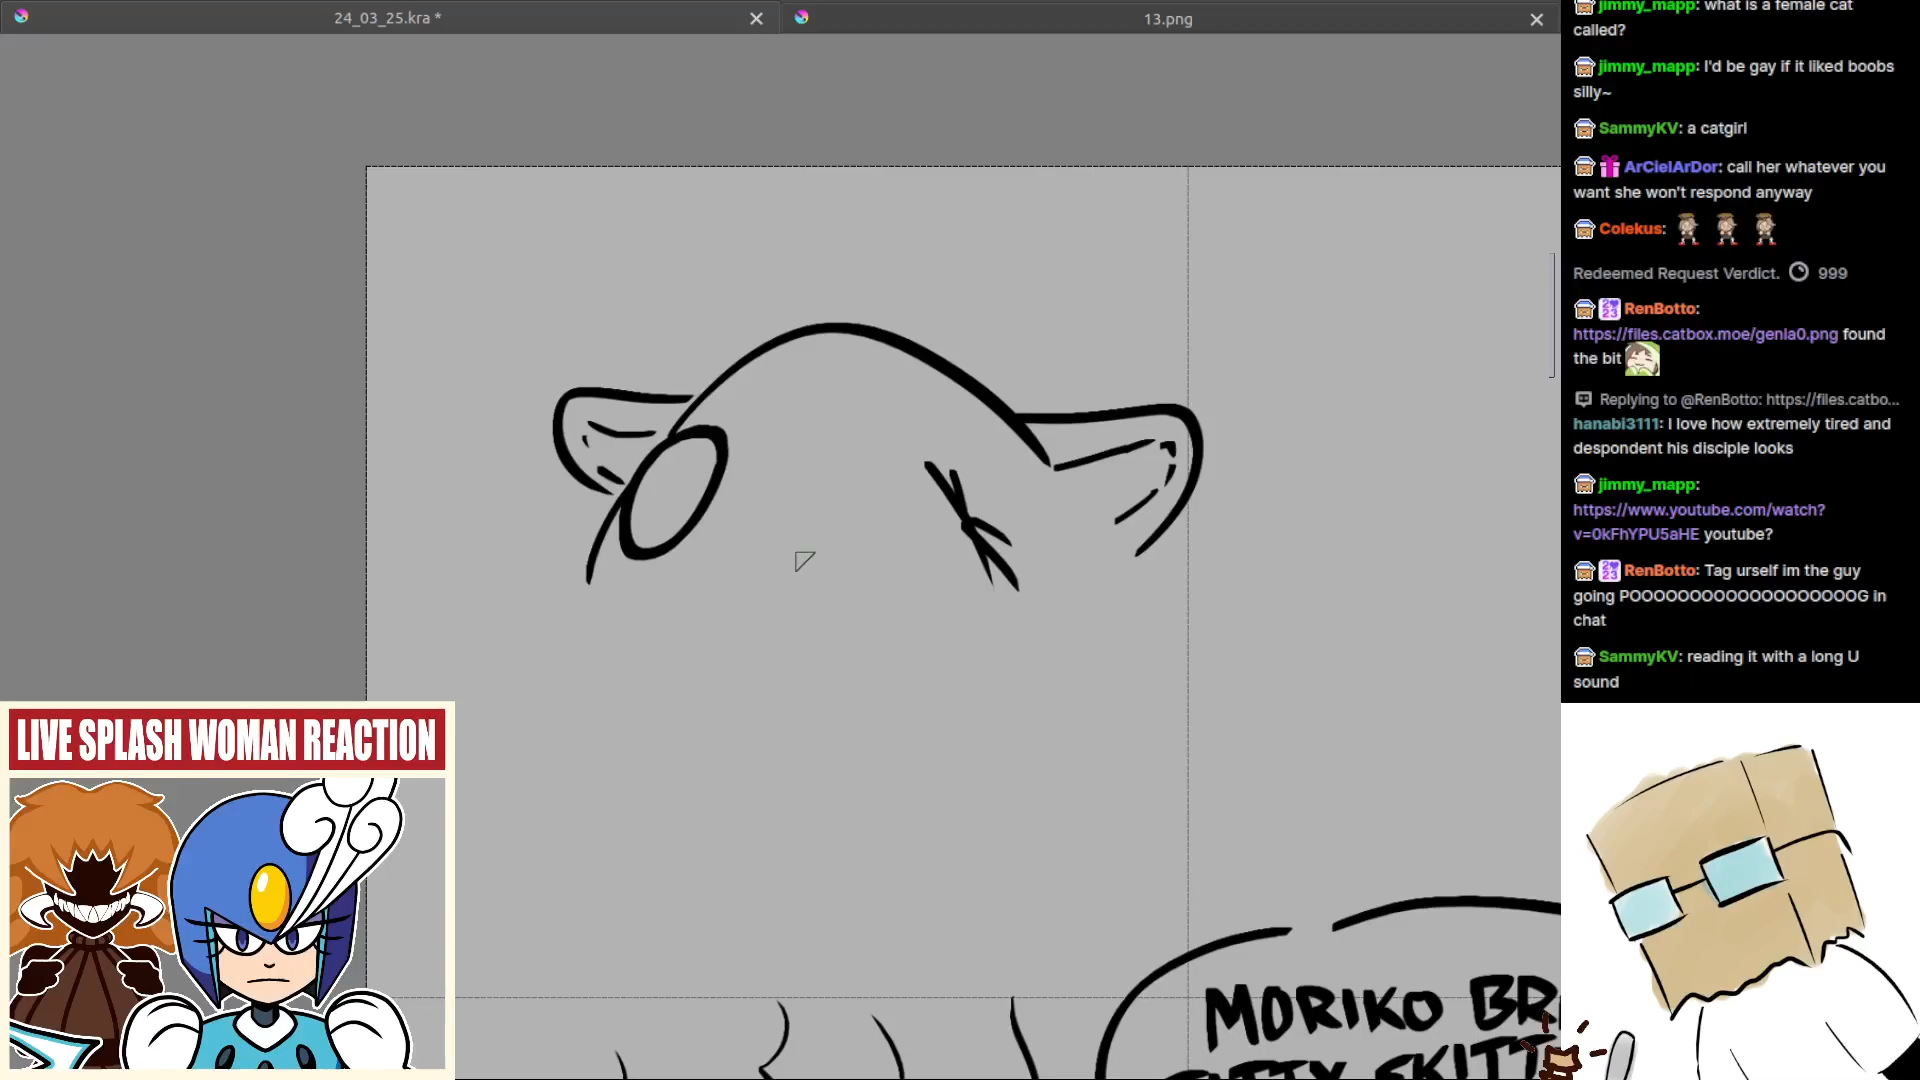 24_03_25.kra *
13.png
jimmy_mapp: what is a female cat
called?
jimmy_mapp: I'd be gay if it liked boobs
silly~
SammyKV: a catgirl
ArCielArDor: call her whatever you
want she won't respond anyway
Colekus:
Redeemed Request Verdict. 999
RenBotto:
https://files.catbox.moe/genla0.png found
the bit
Replying to @RenBotto: https://files.catbo...
hanabi3111: I love how extremely tired and
despondent his disciple looks
jimmy_mapp:
https://www.youtube.com/watch?
v=0kFhYPU5aHE youtube?
RenBotto: Tag urself im the guy
going POOOOOOOOOOOOOOOOOOOOG in
chat
SammyKV: reading it with a long U
sound
LIVE SPLASH WOMAN REACTION
MORIKO BR